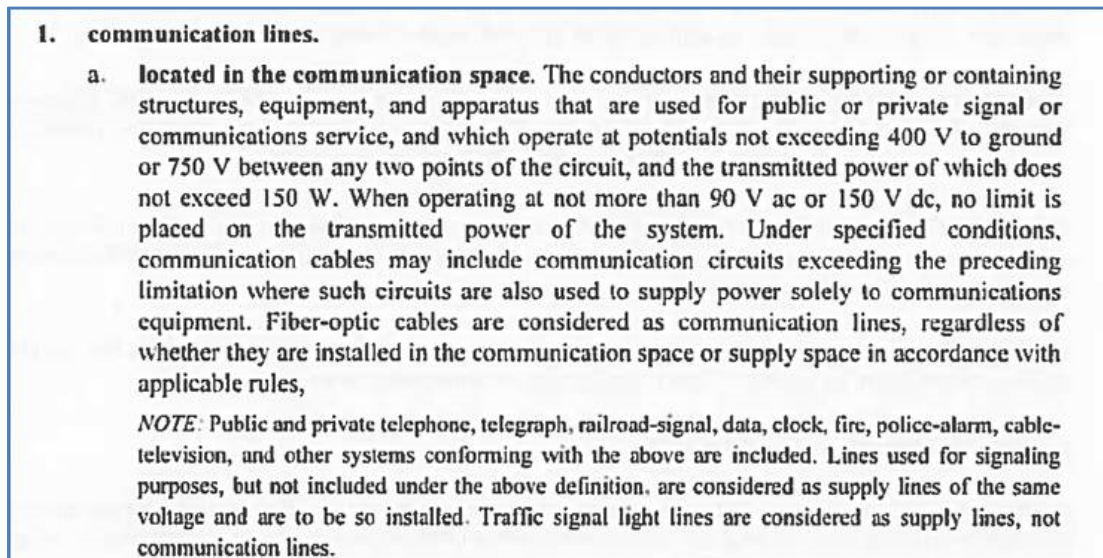 1. communication lines.
a. located in the communication space. The conductors and their supporting or containing
structures, equipment, and apparatus that are used for public or private signal or
communications service, and which operate at potentials not exceeding 400 V to ground
or 750 V between any two points of the circuit, and the transmitted power of which does
not exceed 150 W. When operating at not more than 90 V ac or 150 V dc, no limit is
placed on the transmitted power of the system. Under specified conditions,
communication cables may include communication circuits exceeding the preceding
limitation where such circuits are also used to supply power solely to communications
equipment. Fiber-optic cables are considered as communication lines, regardless of
whether they are installed in the communication space or supply space in accordance with
applicable rules,
NOTE: Public and private telephone, telegraph, railroad-signal, data, clock, fire, police-alarm, cable-
television, and other systems conforming with the above are included. Lines used for signaling
purposes, but not included under the above definition, are considered as supply lines of the same
voltage and are to be so installed. Traffic signal light lines are considered as supply lines, not
communication lines.